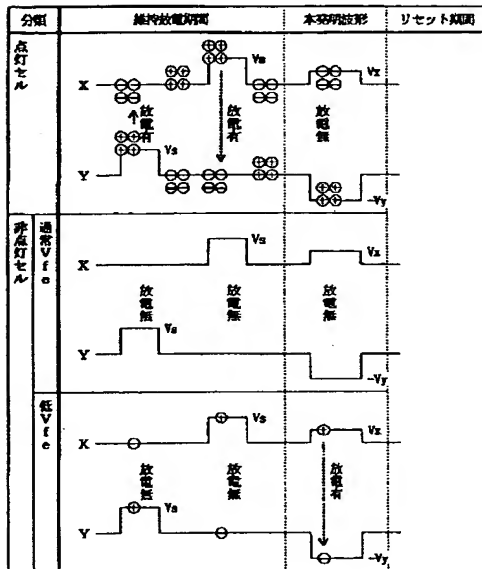 分類
維持放電期間
本発明波形
リセット期間
点灯セル
X
Vs
Vx
放電有
放電有
放電無
Y
Vs
-Vy
非点灯セル
通常Vfc
X
Vs
Vx
放電無
放電無
放電無
Y
Vs
-Vy
低Vfc
X
Vs
Vx
放電無
放電無
放電有
Y
Vs
-Vy